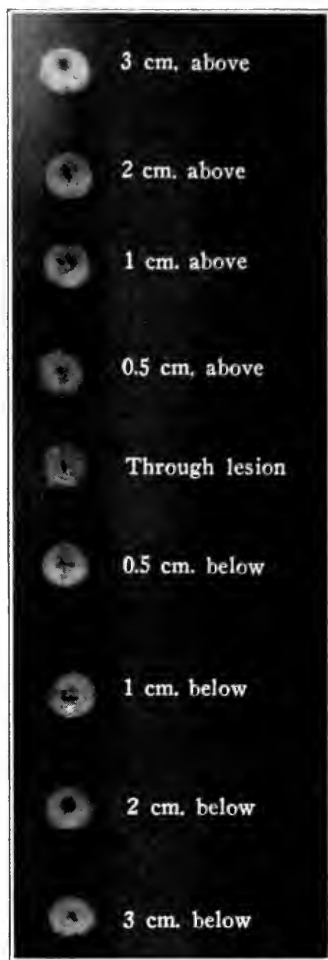 3 cm. above
2 cm. above
1 cm. above
0.5 cm. above
Through lesion
0.5 cm. below
1 cm. below
2 cm. below
3 cm. below